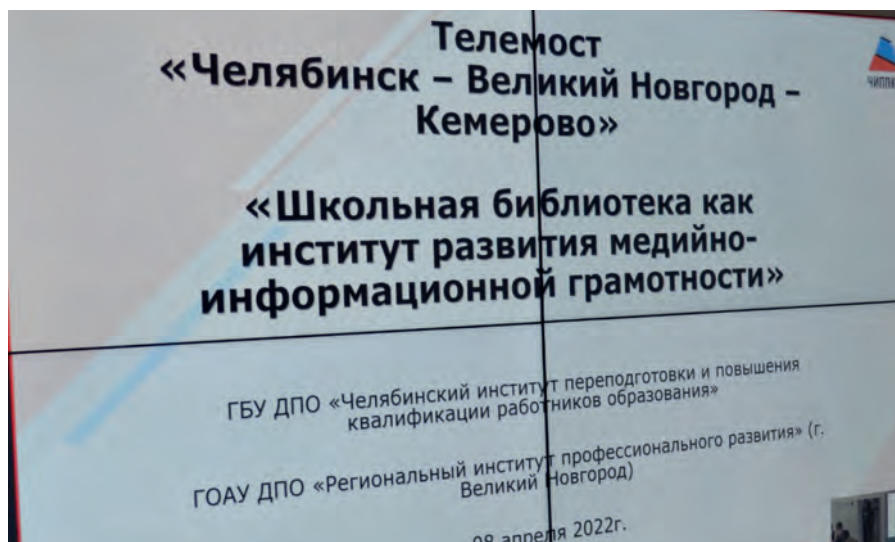 Телемост
«Челябинск – Великий Новгород –
Кемерово»
«Школьная библиотека как
институт развития медийно-
информационной грамотности»
ГБУ ДПО «Челябинский институт переподготовки и повышения
квалификации работников образования»
ГОАУ ДПО «Региональный институт профессионального развития» (г.
Великий Новгород)
08 апреля 2022г.